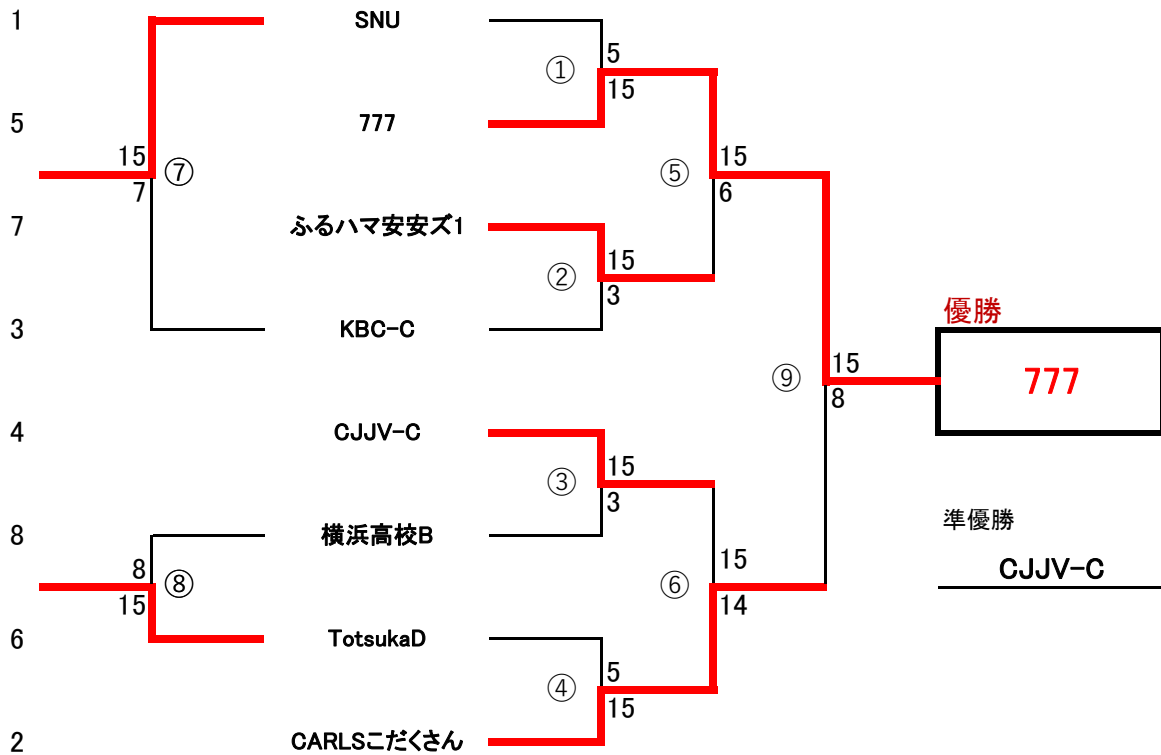 1 SNU
5
① 15
5 777
15 ⑦ 15
7 ⑤ 6
7 ふるハマ安安ズ1
15
② 3
3 KBC-C
優勝
⑨ 15 777
8
4 CJJV-C
15
③ 3
8 横浜高校B 準優勝
8 ⑧ 15 CJJV-C
15 ⑥ 14
6 TotsukaD
5
④ 15
2 CARLSこだくさん